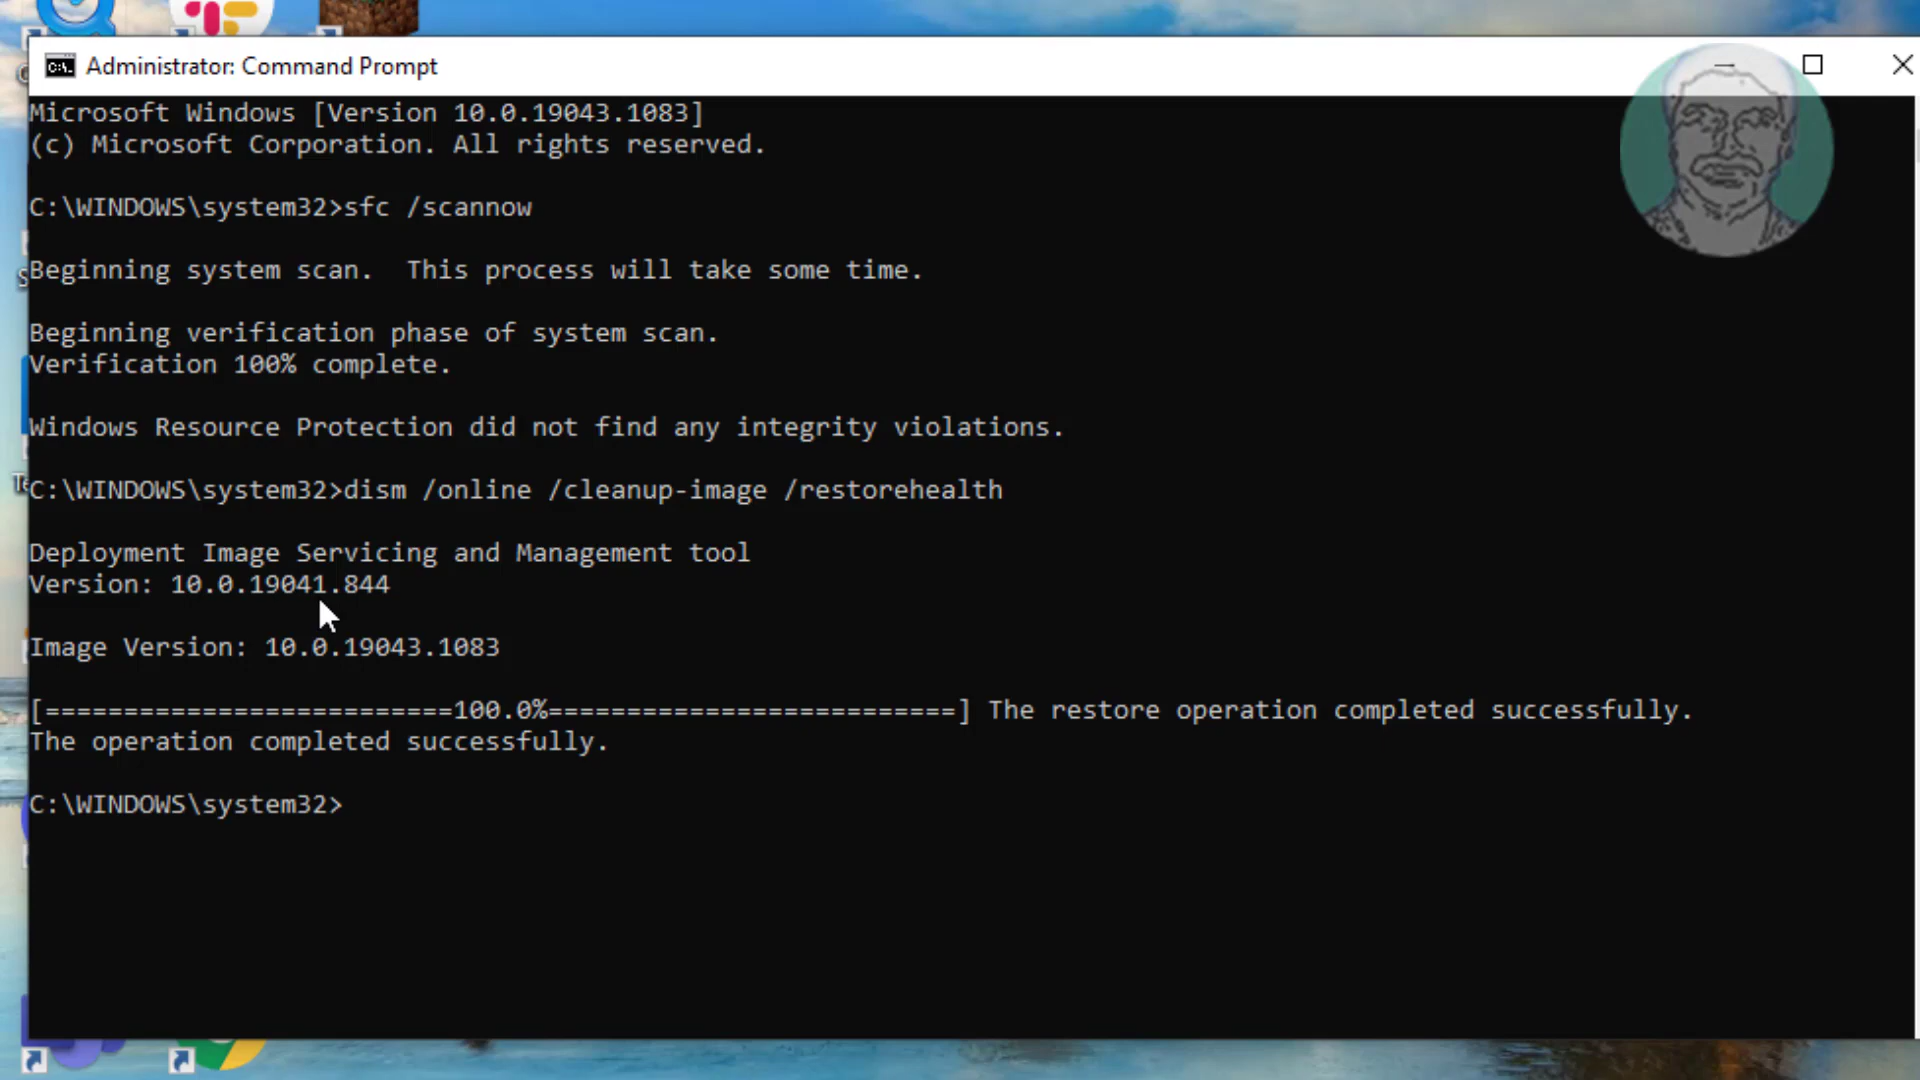 Administrator: Command Prompt
Microsoft Windows [Version 10.0.19043.1083]
(c) Microsoft Corporation. All rights reserved.
C:\WINDOWS\system32>sfc /scannow
Beginning system scan.  This process will take some time.
Beginning verification phase of system scan.
Verification 100% complete.
Windows Resource Protection did not find any integrity violations.
C:\WINDOWS\system32>dism /online /cleanup-image /restorehealth
Deployment Image Servicing and Management tool
Version: 10.0.19041.844
Image Version: 10.0.19043.1083
[==========================100.0%==========================] The restore operation completed successfully.
The operation completed successfully.
C:\WINDOWS\system32>